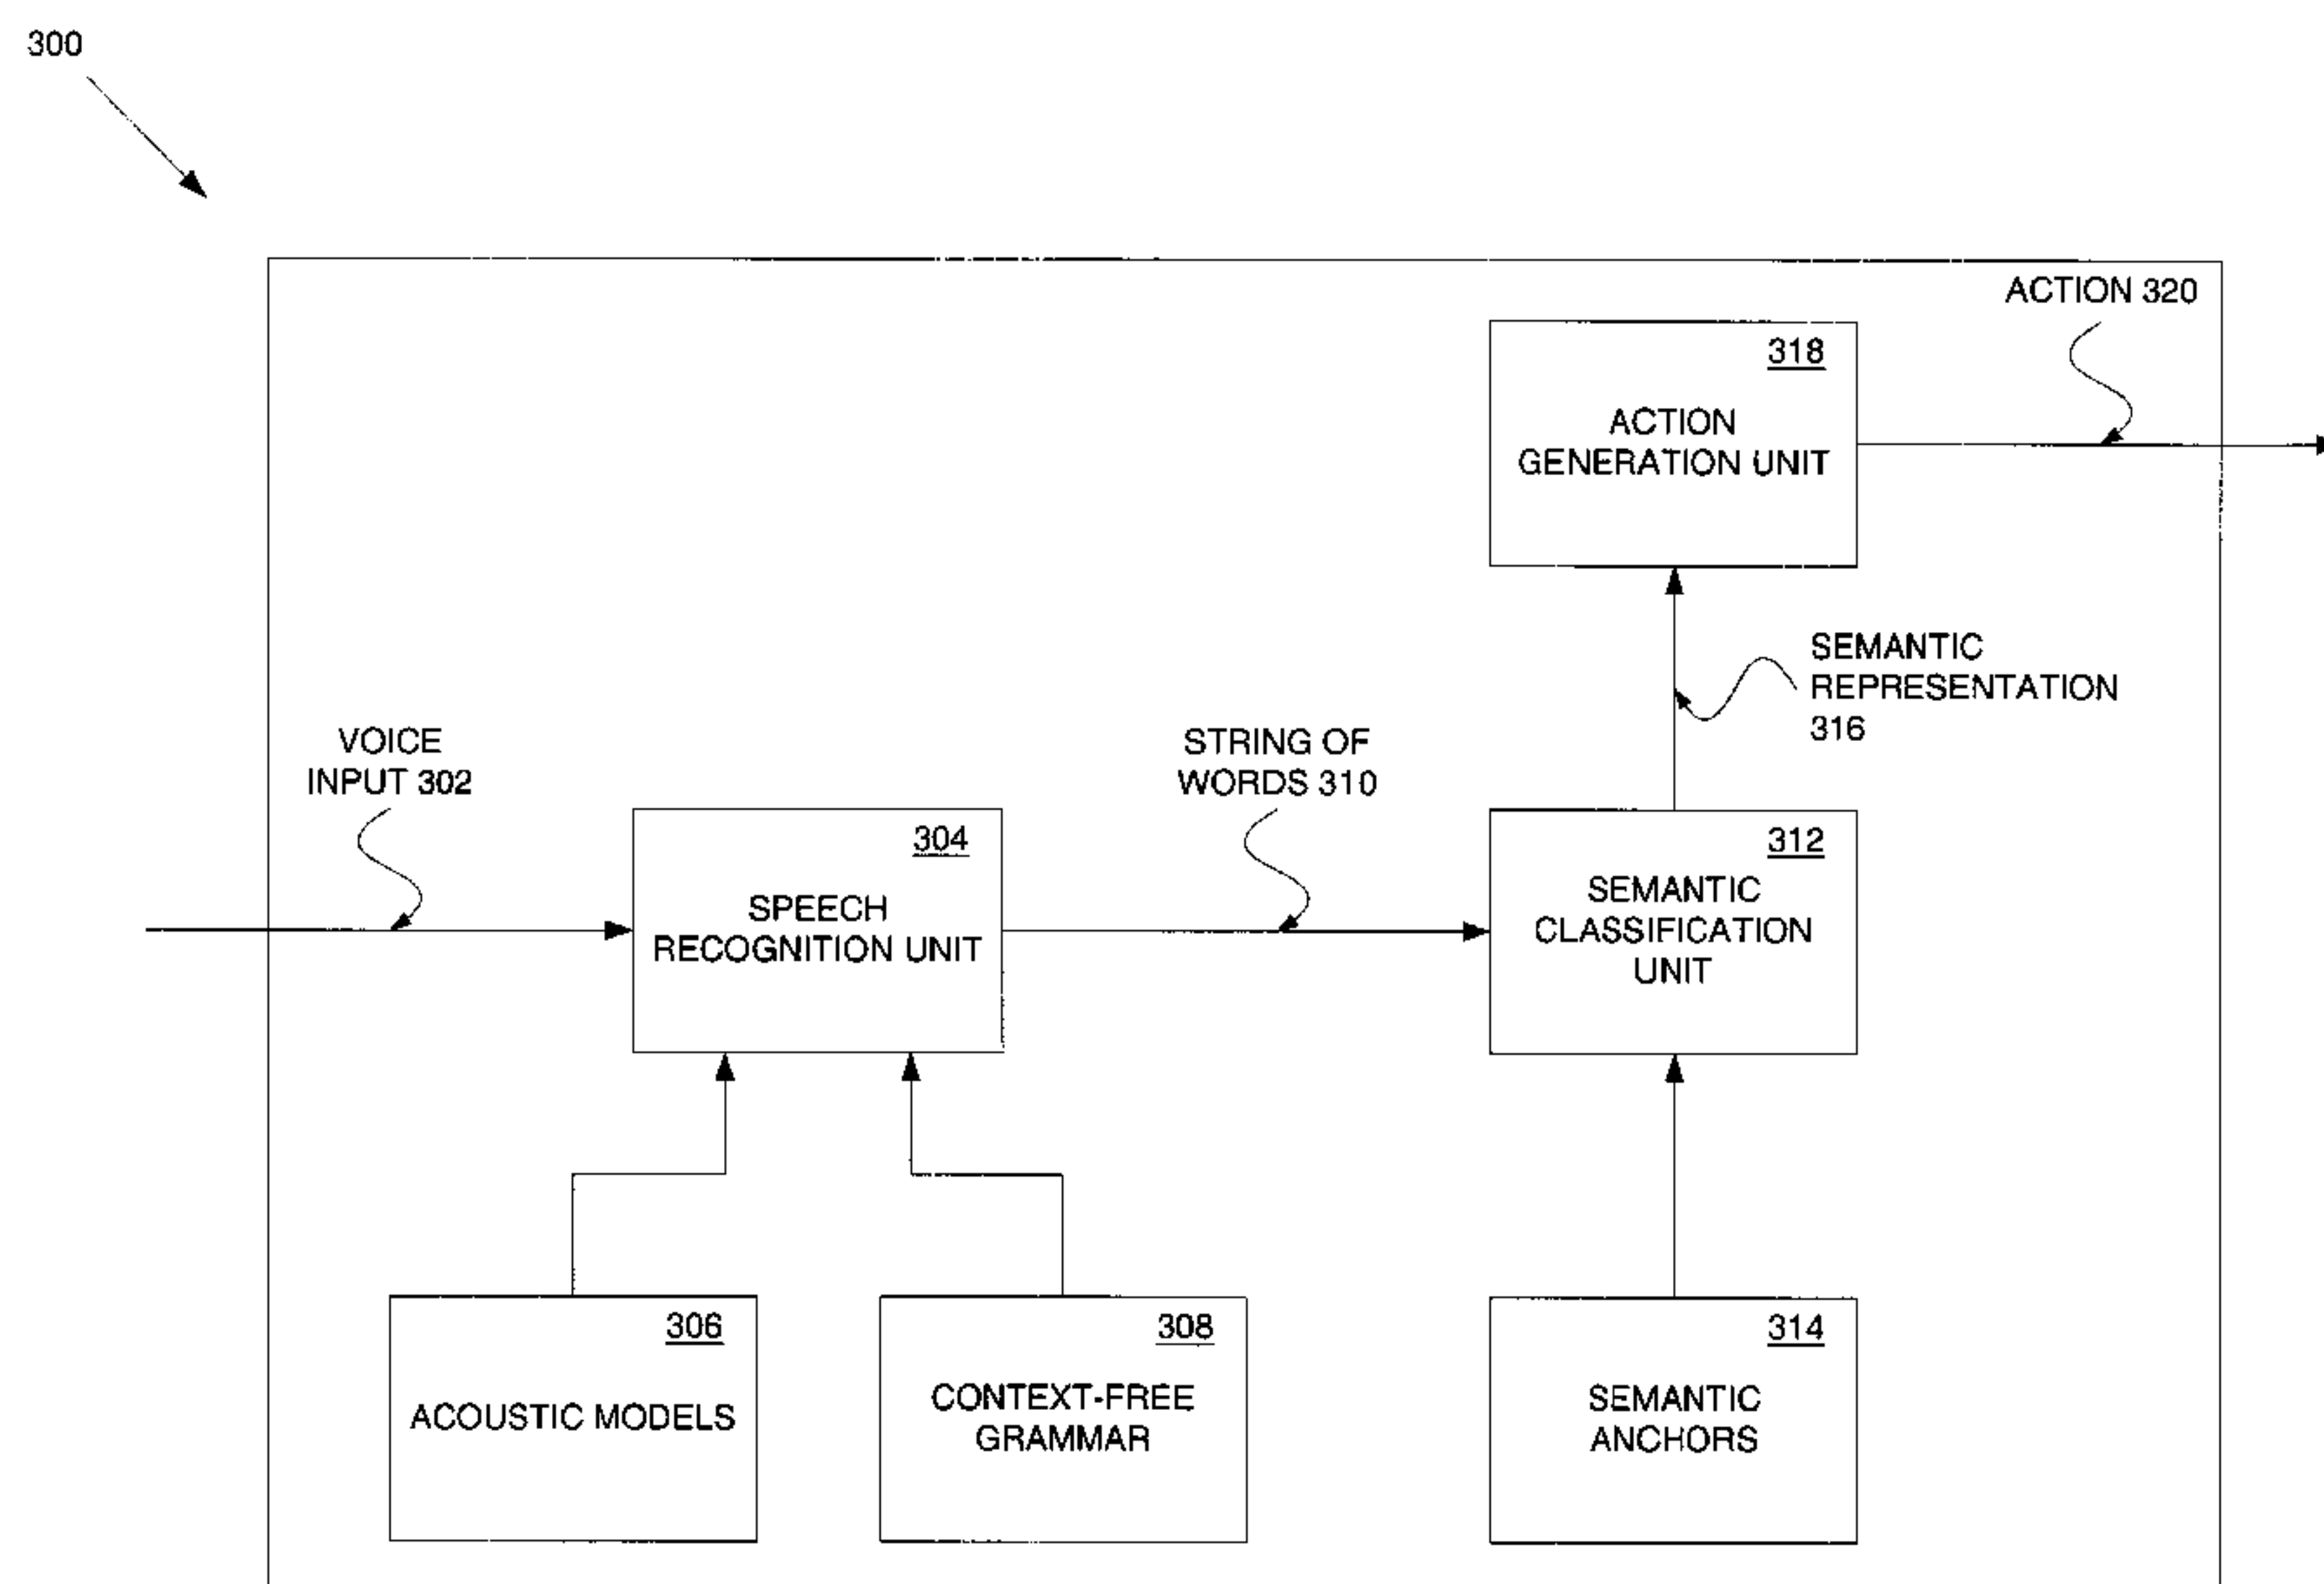 300
ACTION 320
318
ACTION
GENERATION UNIT
SEMANTIC
REPRESENTATION
316
VOICE
INPUT 302
STRING OF
WORDS 310
304
SPEECH
RECOGNITION UNIT
312
SEMANTIC
CLASSIFICATION
UNIT
306
ACOUSTIC MODELS
308
CONTEXT-FREE
GRAMMAR
314
SEMANTIC
ANCHORS